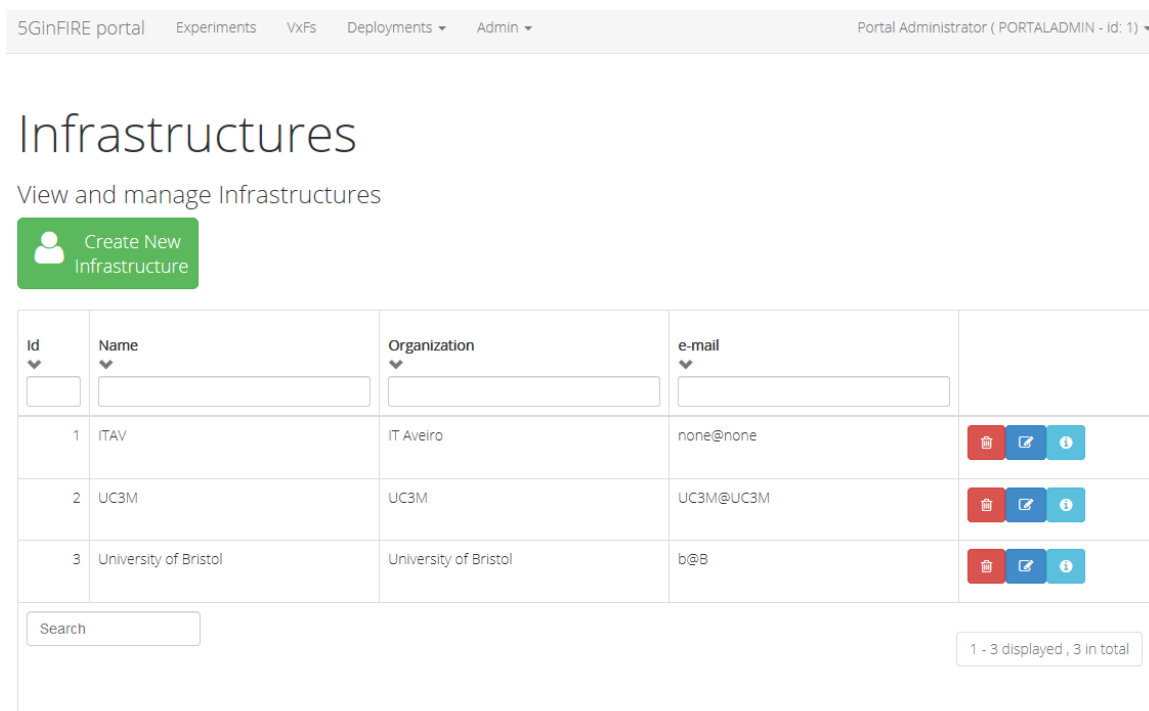 5GinFIRE portal Experiments VxFs Deployments Admin Portal Administrator ( PORTALADMIN - id: 1)
Infrastructures
View and manage Infrastructures
Create New
Infrastructure
Id Name Organization e-mail
1 ITAV IT Aveiro none@none
2 UC3M UC3M UC3M@UC3M
3 University of Bristol University of Bristol b@B
Search
1 - 3 displayed , 3 in total